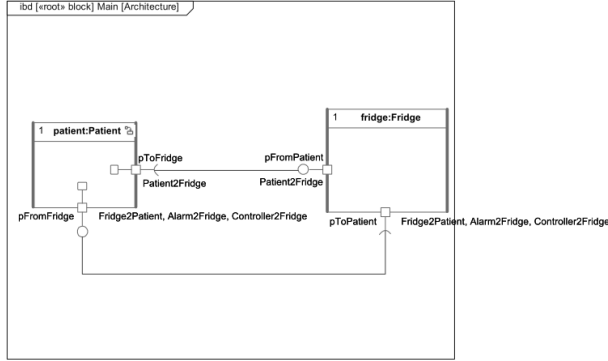 ibd [«root» block] Main [Architecture]
1 fridge:Fridge
1 patient:Patient
pToFridge
pFromPatient
Patient2Fridge
Patient2Fridge
pFromFridge
Fridge2Patient, Alarm2Fridge, Controller2Fridge
pToPatient
Fridge2Patient, Alarm2Fridge, Controller2Fridge